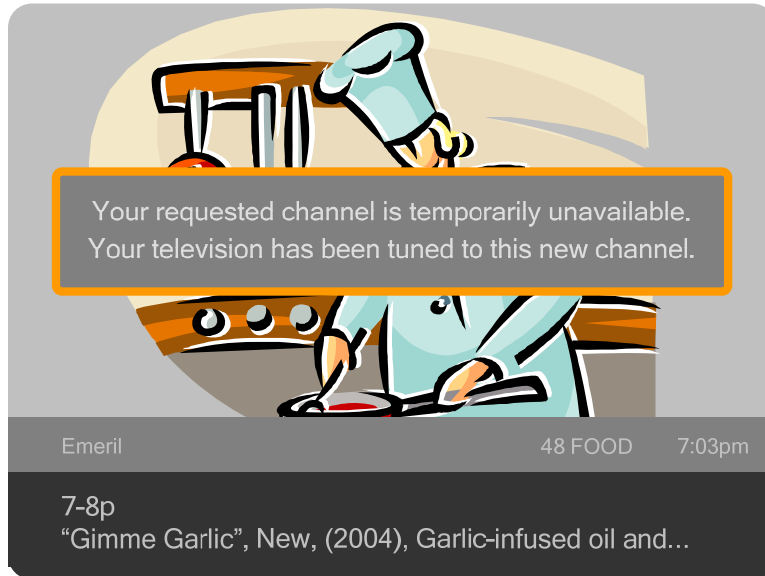 Your requested channel is temporarily unavailable.
Your television has been tuned to this new channel.
Emeril 48 FOOD 7:03pm
7-8p
“Gimme Garlic”, New, (2004), Garlic-infused oil and...